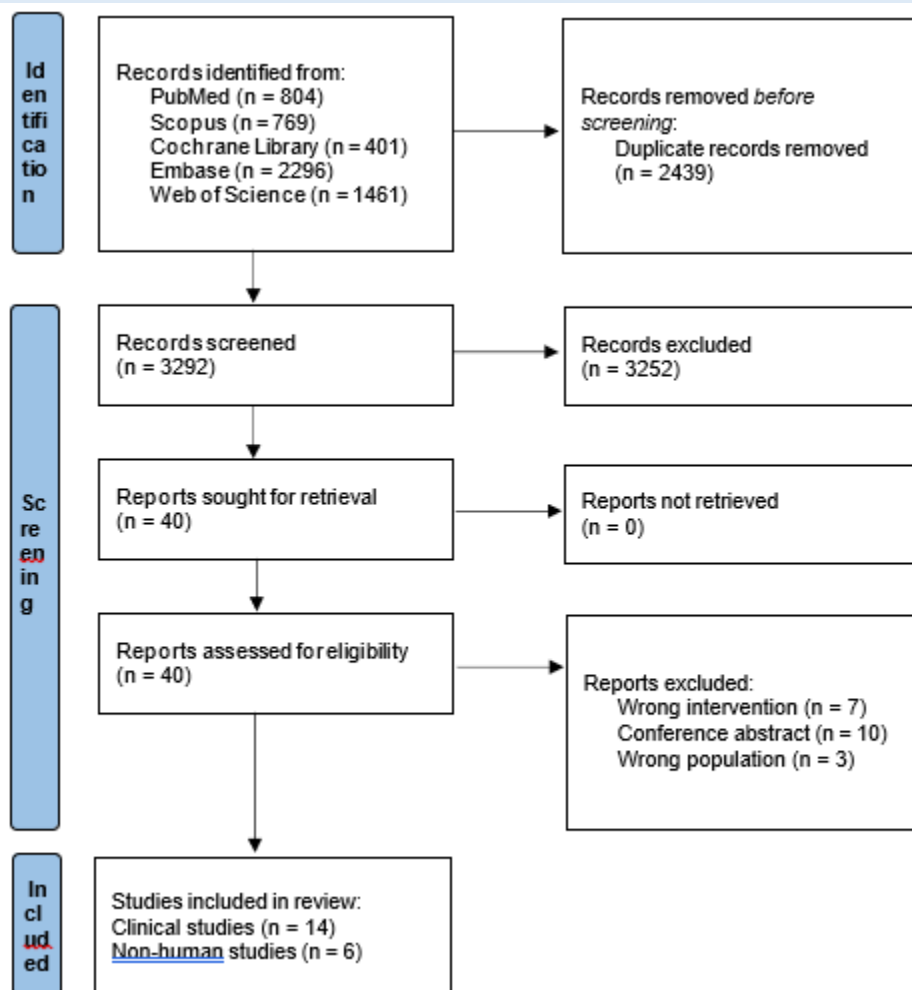 Id
en
tifi
ca
tio
n
Records identified from:
PubMed (n = 804)
Scopus (n = 769)
Cochrane Library (n = 401)
Embase (n = 2296)
Web of Science (n = 1461)
Records removed before
screening:
Duplicate records removed
(n = 2439)
Sc
re
en
in
g
Records screened
(n = 3292)
Records excluded
(n = 3252)
Reports sought for retrieval
(n = 40)
Reports not retrieved
(n = 0)
Reports assessed for eligibility
(n = 40)
Reports excluded:
Wrong intervention (n = 7)
Conference abstract (n = 10)
Wrong population (n = 3)
In
cl
ud
ed
Studies included in review:
Clinical studies (n = 14)
Non-human studies (n = 6)